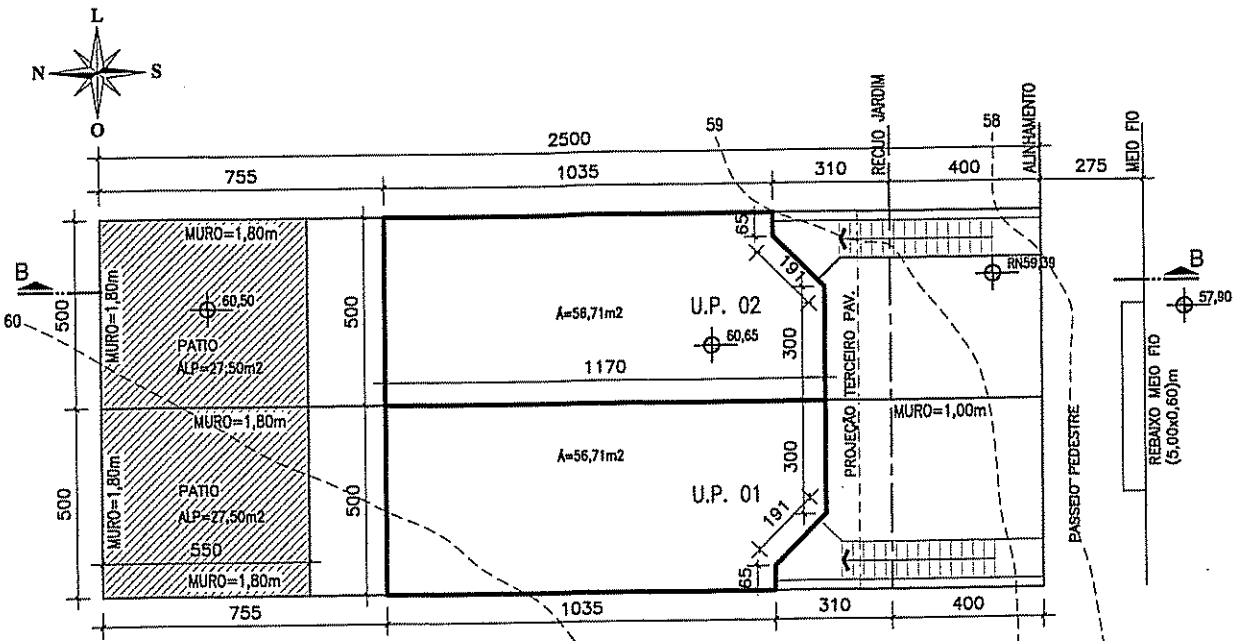 L
N
S
O
2500
755
1035
310
400
275
RECUO JARDIM
ALINHAMENTO
MEIO FIO
59
58
MURO=1,80m
65
191
RN59,39
B
B
57,90
60,50
500
MURO=1,80m
500
60
PATIO
ALP=27,50m2
A=56,71m2
U.P. 02
60,65
300
1170
PROJEÇÃO TERCEIRO PAV.
MURO=1,00m
MURO=1,80m
REBAIXO MEIO FIO
(5,00x0,60)m
PASSEIO PEDESTRE
A=56,71m2
300
U.P. 01
191
65
500
MURO=1,80m
500
PATIO
ALP=27,50m2
550
MURO=1,80m
755
1035
310
400